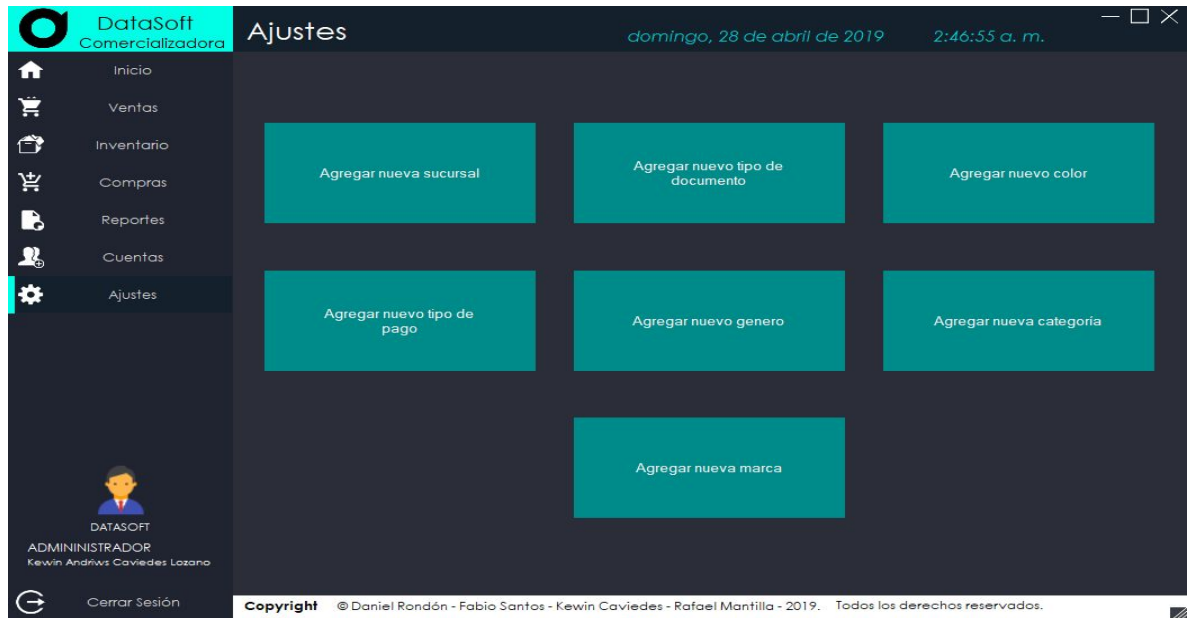 DataSoft
Comercializadora
Ajustes
domingo, 28 de abril de 2019
2:46:55 a. m.
Inicio
Ventas
Inventario
Compras
Reportes
Cuentas
Ajustes
Agregar nueva sucursal
Agregar nuevo tipo de
documento
Agregar nuevo color
Agregar nuevo tipo de
pago
Agregar nuevo genero
Agregar nueva categoría
Agregar nueva marca
DATASOFT
ADMININISTRADOR
Kewin Andriws Caviedes Lozano
Cerrar Sesión
Copyright © Daniel Rondón - Fabio Santos - Kewin Caviedes - Rafael Mantilla - 2019. Todos los derechos reservados.